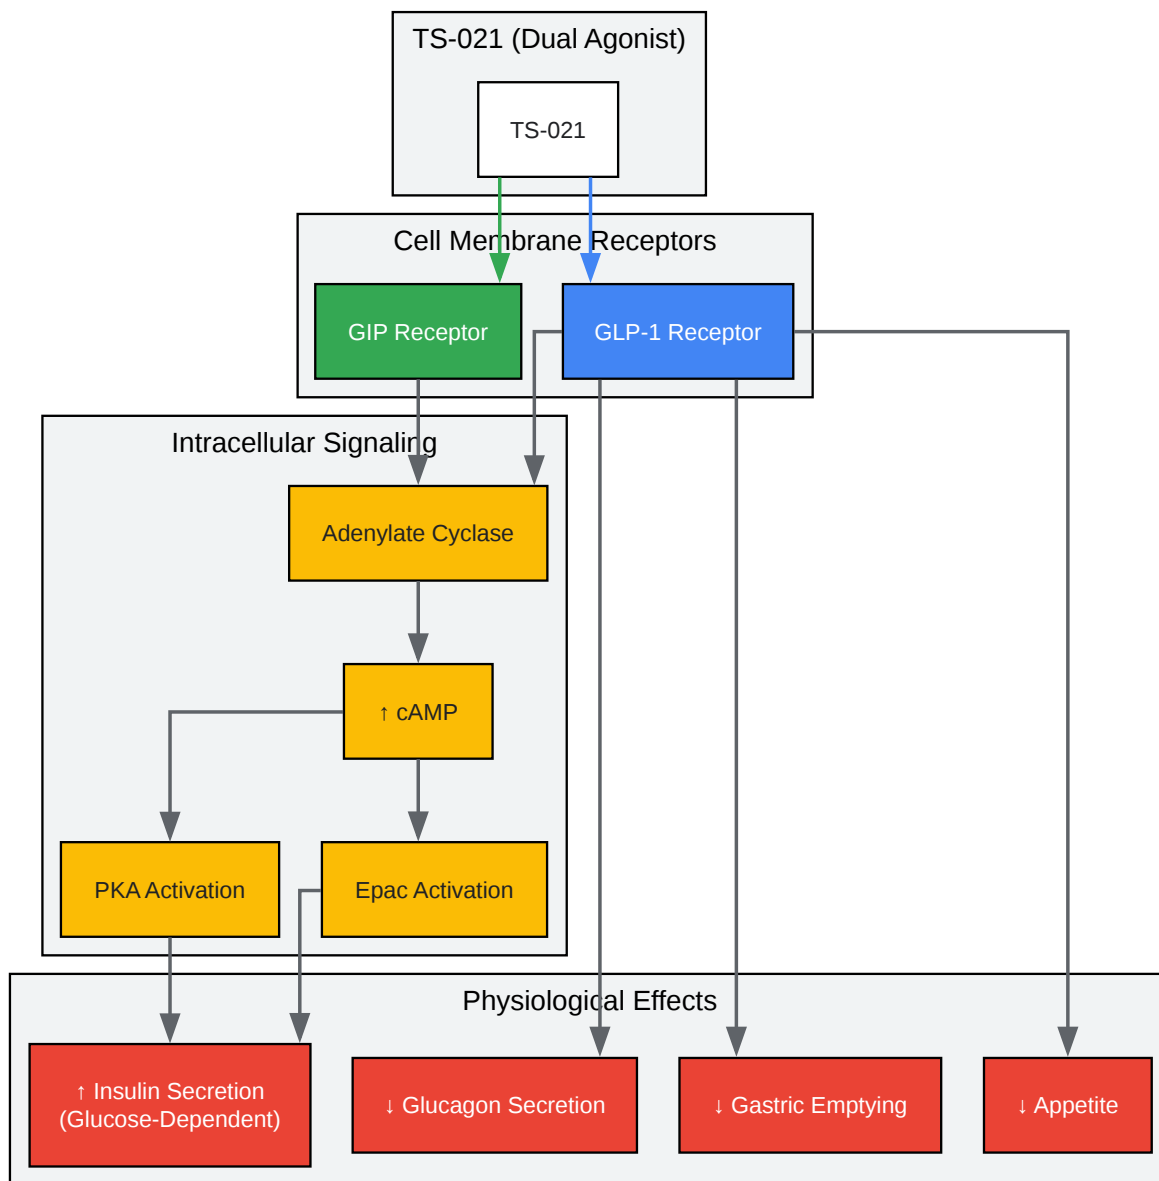 TS-021 (Dual Agonist)
TS-021
Cell Membrane Receptors
GIP Receptor
GLP-1 Receptor
Intracellular Signaling
Adenylate Cyclase
↑ cAMP
PKA Activation
Epac Activation
Physiological Effects
↑ Insulin Secretion
(Glucose-Dependent)
↓ Glucagon Secretion
↓ Gastric Emptying
↓ Appetite